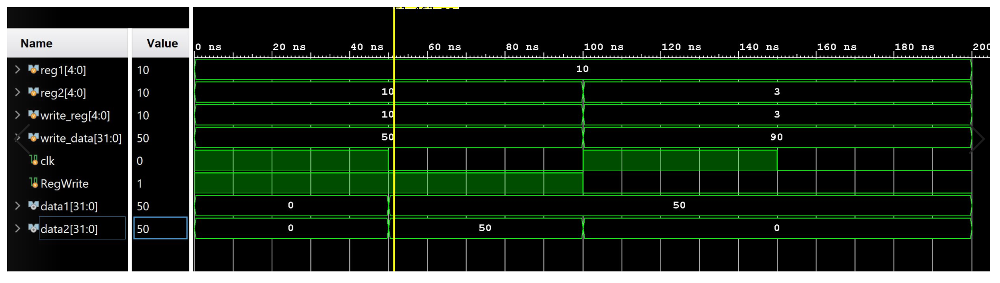 Name Value
0 ns 20 ns 40 ns 60 ns 80 ns 100 ns 120 ns 140 ns 160 ns 180 ns 200
reg1[4:0] 10 10
reg2[4:0] 10 10 3
write_reg[4:0] 10 10 3
write_data[31:0] 50 50 90
clk 0
RegWrite 1
data1[31:0] 50 0 50
data2[31:0] 50 0 50 0